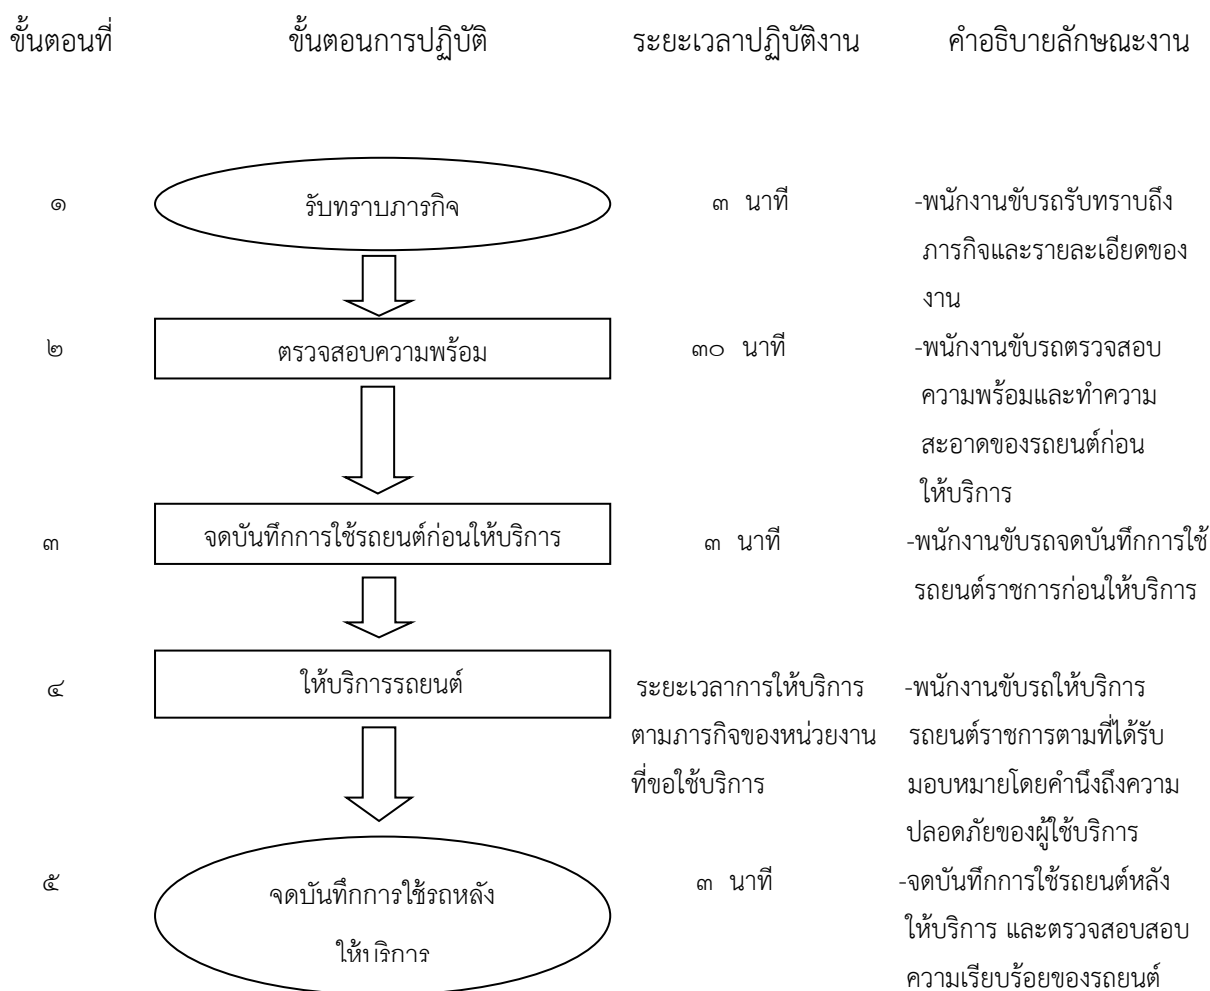 ขั้นตอนที่ ขั้นตอนการปฏิบัติ ระยะเวลาปฏิบัติงาน คำอธิบายลักษณะงาน
๑ รับทราบภารกิจ ๓ นาที -พนักงานขับรถรับทราบถึง
ภารกิจและรายละเอียดของ
งาน
๒ ตรวจสอบความพร้อม ๓๐ นาที -พนักงานขับรถตรวจสอบ
ความพร้อมและทำความ
สะอาดของรถยนต์ก่อน
ให้บริการ
๓ จดบันทึกการใช้รถยนต์ก่อนให้บริการ ๓ นาที -พนักงานขับรถจดบันทึกการใช้
รถยนต์ราชการก่อนให้บริการ
๔ ให้บริการรถยนต์ ระยะเวลาการให้บริการ -พนักงานขับรถให้บริการ
ตามภารกิจของหน่วยงาน รถยนต์ราชการตามที่ได้รับ
ที่ขอใช้บริการ มอบหมายโดยคำนึงถึงความ
ปลอดภัยของผู้ใช้บริการ
๕ จดบันทึกการใช้รถหลัง ๓ นาที -จดบันทึกการใช้รถยนต์หลัง
ให้บริการ ให้บริการ และตรวจสอบสอบ
ความเรียบร้อยของรถยนต์